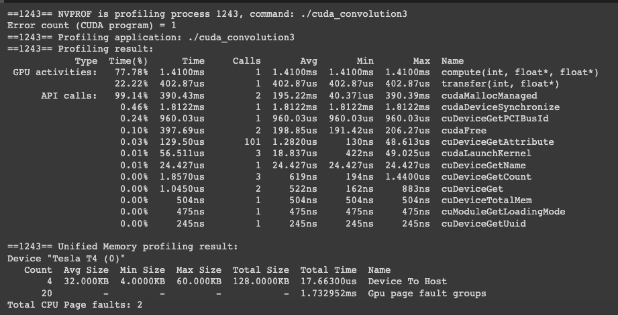 ==1243== NVPROF is profiling process 1243, command: ./cuda_convolution3
Error count (CUDA program) = 1
==1243== Profiling application: ./cuda_convolution3
==1243== Profiling result:
Type Time(%) Time Calls Avg Min Max Name
GPU activities: 77.78% 1.4100ms 1 1.4100ms 1.4100ms 1.4100ms compute(int, float*, float*)
22.22% 402.87us 1 402.87us 402.87us 402.87us transfer(int, float*)
API calls: 99.14% 390.43ms 2 195.22ms 40.371us 390.39ms cudaMallocManaged
0.46% 1.8122ms 1 1.8122ms 1.8122ms 1.8122ms cudaDeviceSynchronize
0.24% 960.03us 1 960.03us 960.03us 960.03us cuDeviceGetPCIBusId
0.10% 397.69us 2 198.85us 191.42us 206.27us cudaFree
0.03% 129.50us 101 1.2820us 130ns 48.613us cuDeviceGetAttribute
0.01% 56.511us 3 18.837us 422ns 49.025us cudaLaunchKernel
0.01% 24.427us 1 24.427us 24.427us 24.427us cuDeviceGetName
0.00% 1.8570us 3 619ns 194ns 1.4400us cuDeviceGetCount
0.00% 1.0450us 2 522ns 162ns 883ns cuDeviceGet
0.00% 504ns 1 504ns 504ns 504ns cuDeviceTotalMem
0.00% 475ns 1 475ns 475ns 475ns cuModuleGetLoadingMode
0.00% 245ns 1 245ns 245ns 245ns cuDeviceGetUuid
==1243== Unified Memory profiling result:
Device "Tesla T4 (0)"
Count Avg Size Min Size Max Size Total Size Total Time Name
4 32.000KB 4.0000KB 60.000KB 128.0000KB 17.66300us Device To Host
20 - - - - 1.732952ms Gpu page fault groups
Total CPU Page faults: 2